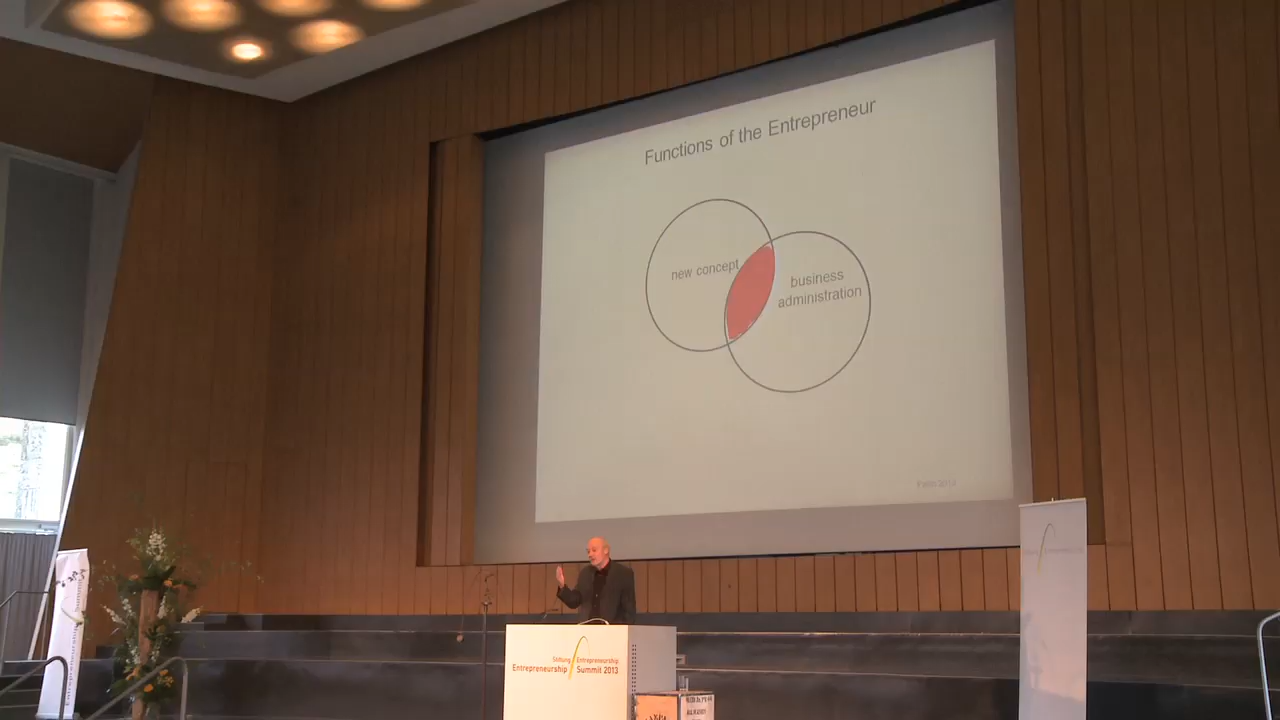 Functions of the Entrepreneur
new concept
business
administration
Stiftung Entrepreneurship
Entrepreneurship Summit 2013